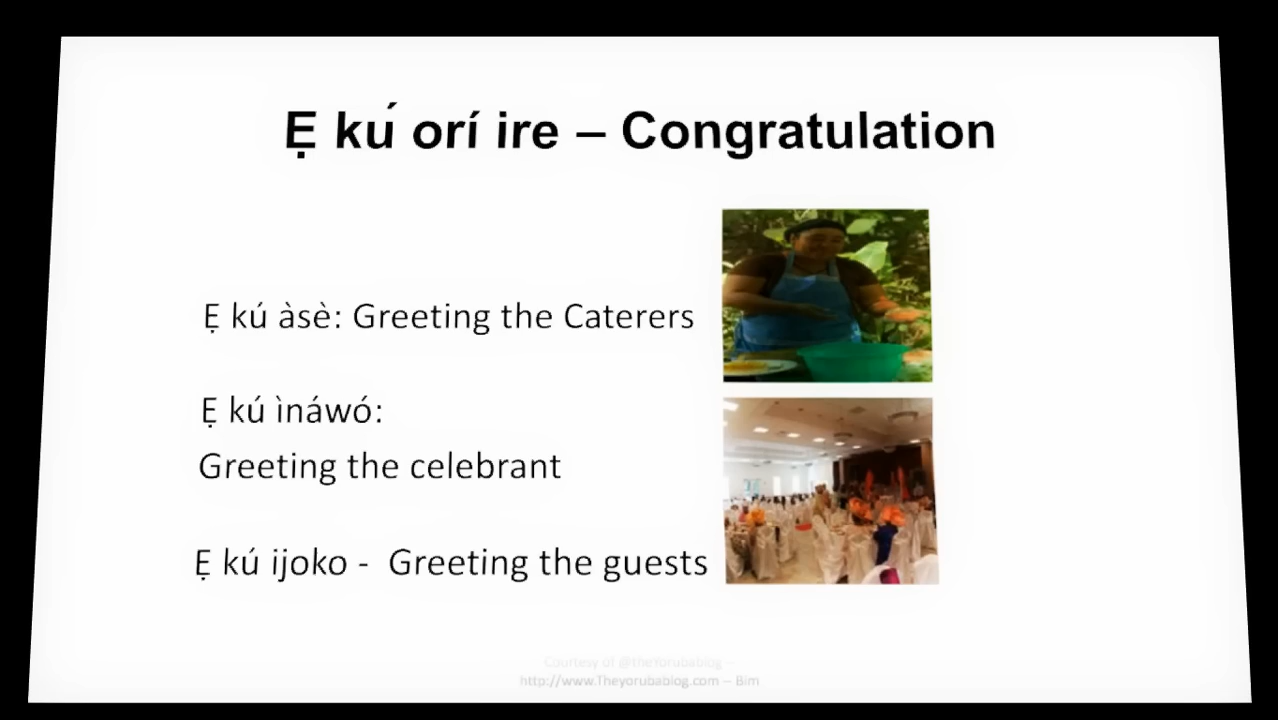 Ẹ kú orí ire – Congratulation
Ẹ kú àsè: Greeting the Caterers
Ẹ kú ìnáwó:
Greeting the celebrant
Ẹ kú ijoko - Greeting the guests
Courtesy of @theYorubablog
http://www.Theyorubablog.com – Bim